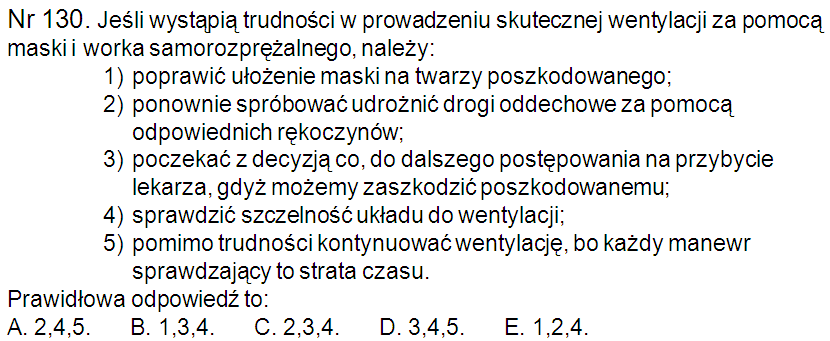 Nr 130. Jeśli wystąpią trudności w prowadzeniu skutecznej wentylacji za pomocą
maski i worka samorozprężalnego, należy:
1) poprawić ułożenie maski na twarzy poszkodowanego;
2) ponownie spróbować udrożnić drogi oddechowe za pomocą
odpowiednich rękoczynów;
3) poczekać z decyzją co, do dalszego postępowania na przybycie
lekarza, gdyż możemy zaszkodzić poszkodowanemu;
4) sprawdzić szczelność układu do wentylacji;
5) pomimo trudności kontynuować wentylację, bo każdy manewr
sprawdzający to strata czasu.
Prawidłowa odpowiedź to:
A. 2,4,5. B. 1,3,4. C. 2,3,4. D. 3,4,5. E. 1,2,4.